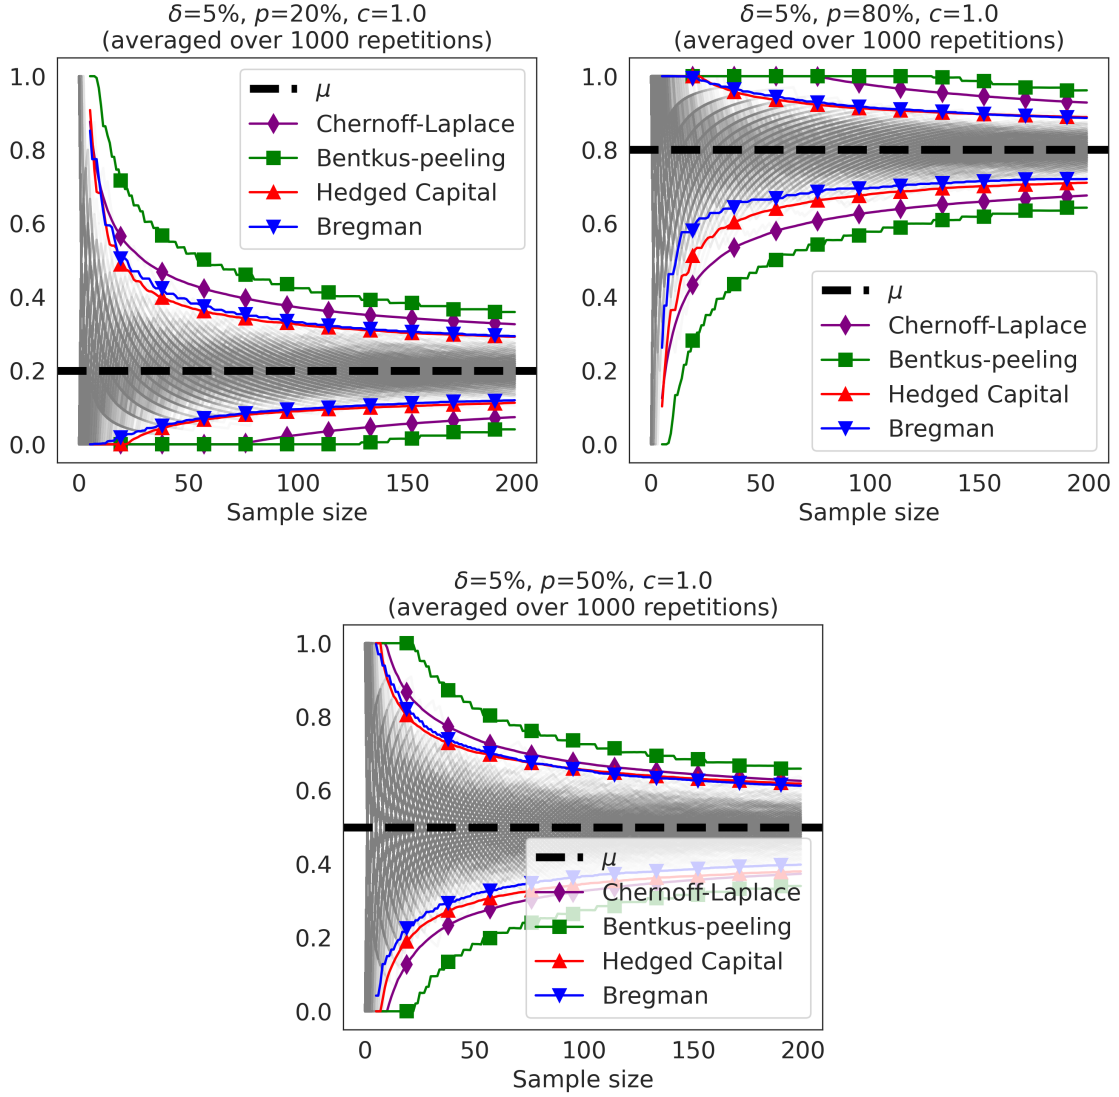 δ=5%, p=20%, c=1.0
(averaged over 1000 repetitions)
1.0
0.8
0.6
0.4
0.2
0.0
μ
Chernoff-Laplace
Bentkus-peeling
Hedged Capital
Bregman
0 50 100 150 200
Sample size
δ=5%, p=80%, c=1.0
(averaged over 1000 repetitions)
1.0
0.8
0.6
0.4
0.2
0.0
μ
Chernoff-Laplace
Bentkus-peeling
Hedged Capital
Bregman
0 50 100 150 200
Sample size
δ=5%, p=50%, c=1.0
(averaged over 1000 repetitions)
1.0
0.8
0.6
0.4
0.2
0.0
μ
Chernoff-Laplace
Bentkus-peeling
Hedged Capital
Bregman
0 50 100 150 200
Sample size